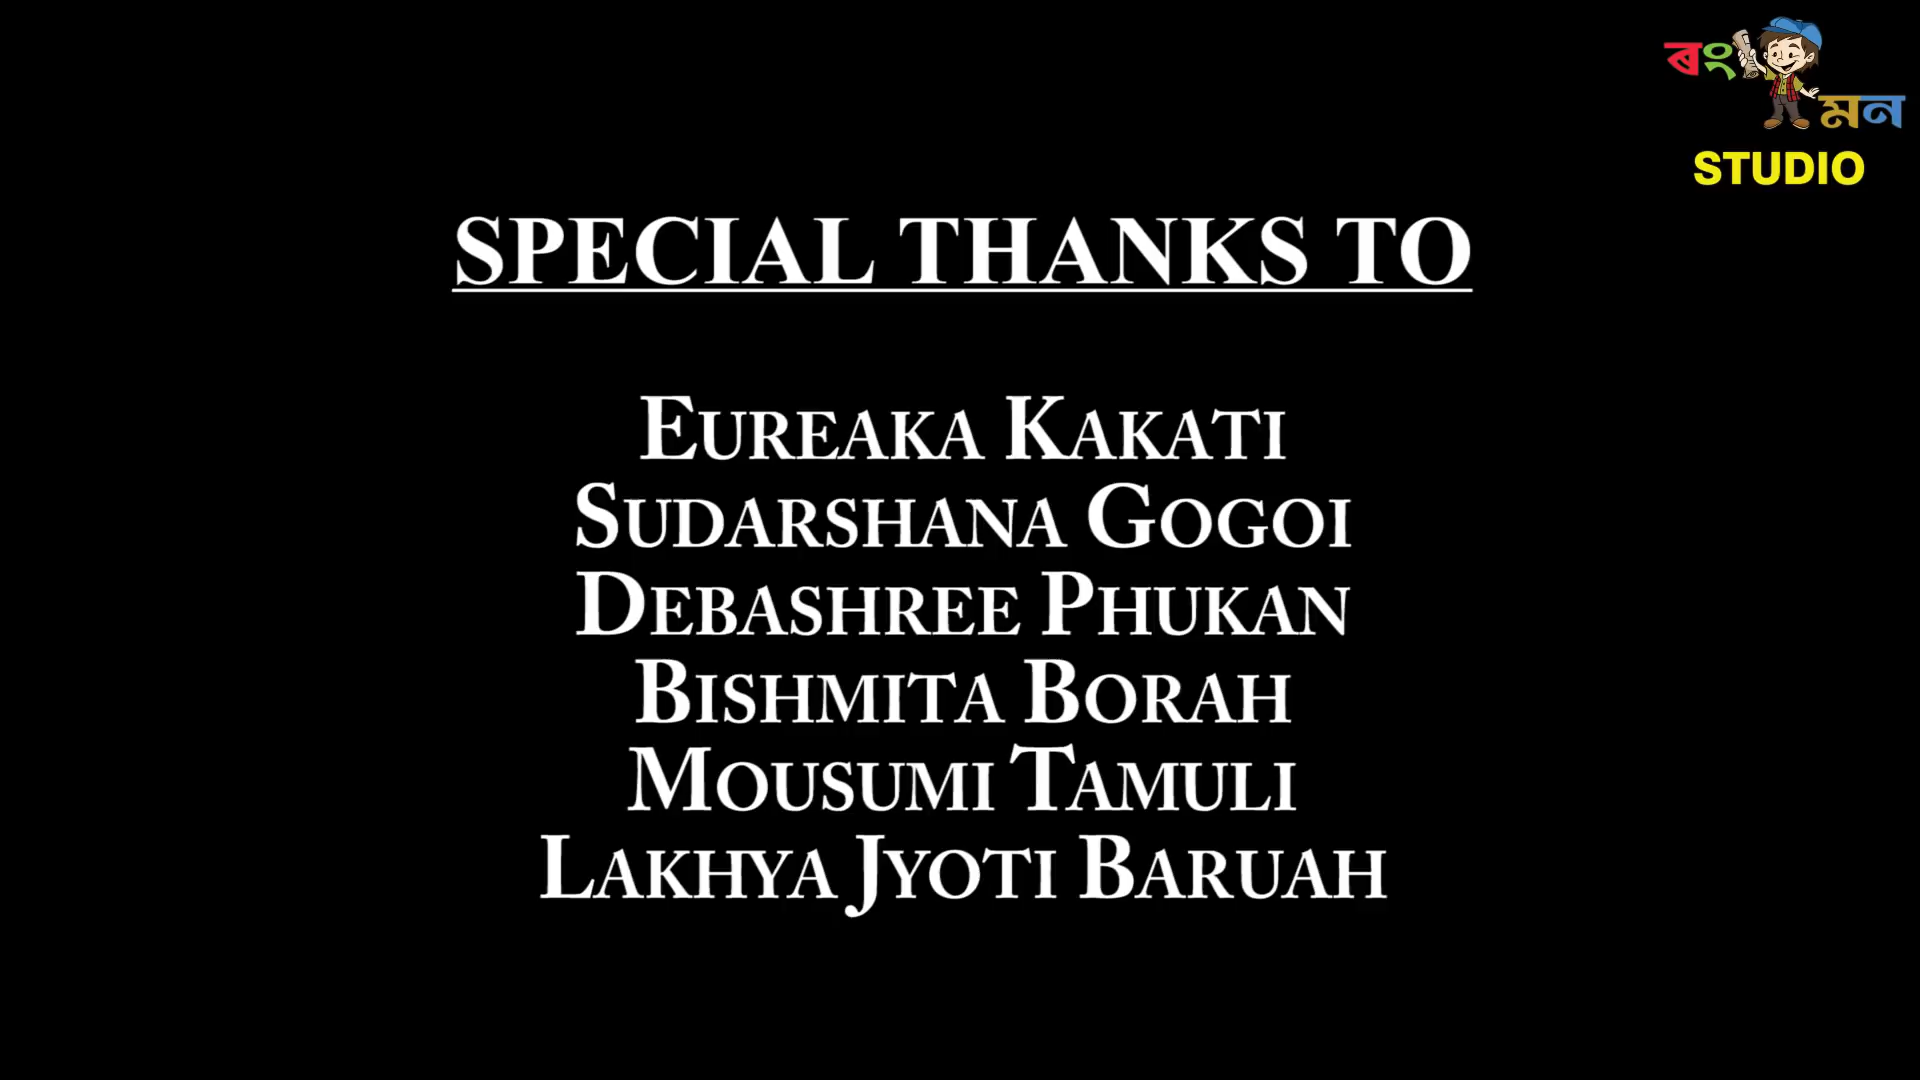 ৰং
মন
STUDIO
SPECIAL THANKS TO
EUREAKA KAKATI
SUDARSHANA GOGOI
DEBASHREE PHUKAN
BISHMITA BORAH
MOUSUMI TAMULI
LAKHYA JYOTI BARUAH